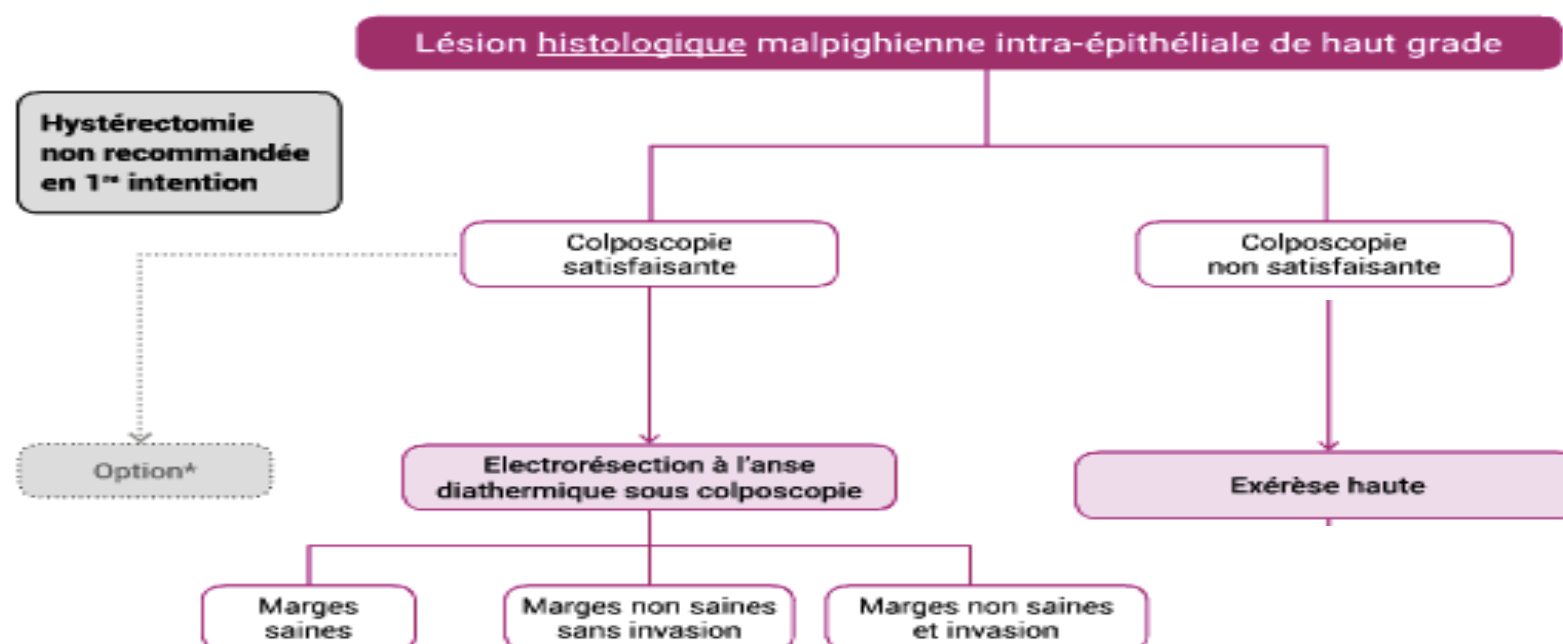 Lésion histologique malpighienne intra-épithéliale de haut grade
Hystérectomie
non recommandée
en 1re intention
Colposcopie
satisfaisante
Colposcopie
non satisfaisante
Option*
Electrorésection à l'anse
diathermique sous colposcopie
Exérèse haute
Marges
saines
Marges non saines
sans invasion
Marges non saines
et invasion